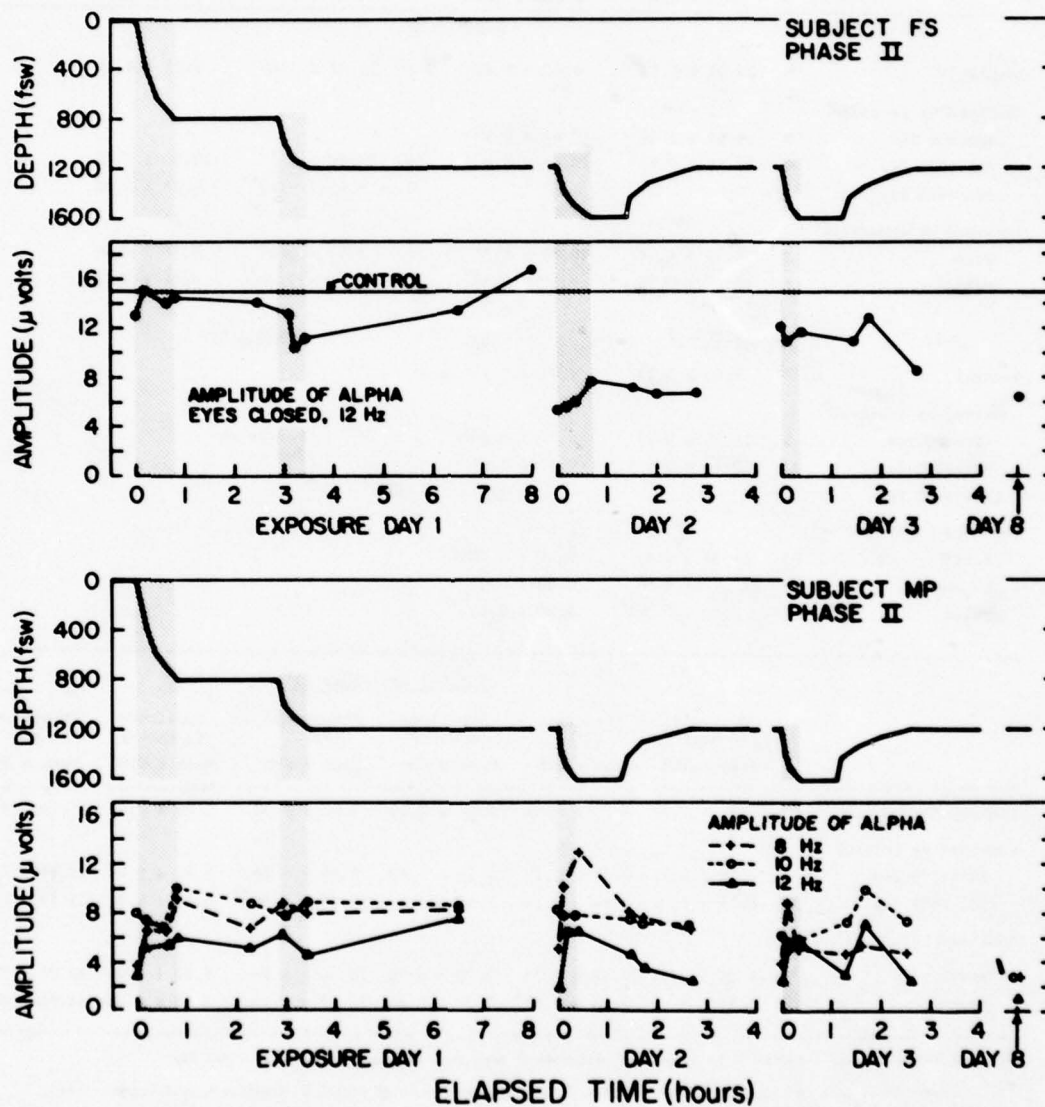 SUBJECT FS
PHASE II
DEPTH (fsw)
0
400
800
1200
1600
AMPLITUDE (μ volts)
16
12
8
4
0
CONTROL
AMPLITUDE OF ALPHA
EYES CLOSED, 12 Hz
0 1 2 3 4 5 6 7 8
0 1 2 3 4
0 1 2 3 4
EXPOSURE DAY 1
DAY 2
DAY 3
DAY 8
SUBJECT MP
PHASE II
DEPTH (fsw)
0
400
800
1200
1600
AMPLITUDE (μ volts)
16
12
8
4
0
AMPLITUDE OF ALPHA
8 Hz
10 Hz
12 Hz
0 1 2 3 4 5 6 7 8
0 1 2 3 4
0 1 2 3 4
EXPOSURE DAY 1
DAY 2
DAY 3
DAY 8
ELAPSED TIME (hours)